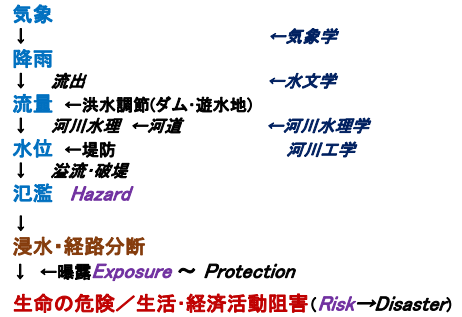 気象
↓ ←気象学
降雨
↓ 流出 ←水文学
流量 ←洪水調節(ダム・遊水地)
↓ 河川水理 ←河道 ←河川水理学
水位 ←堤防 河川工学
↓ 溢流・破堤
氾濫 Hazard
↓
浸水・経路分断
↓ ←曝露Exposure ～ Protection
生命の危険／生活・経済活動阻害(Risk→Disaster)